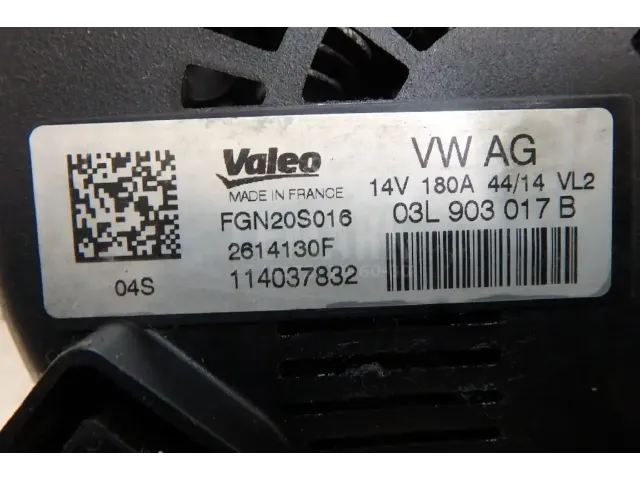 Valeo
MADE IN FRANCE
FGN20S016
2614130F
114037832
04S
VW AG
14V 180A 44/14 VL2
03L 903 017 B